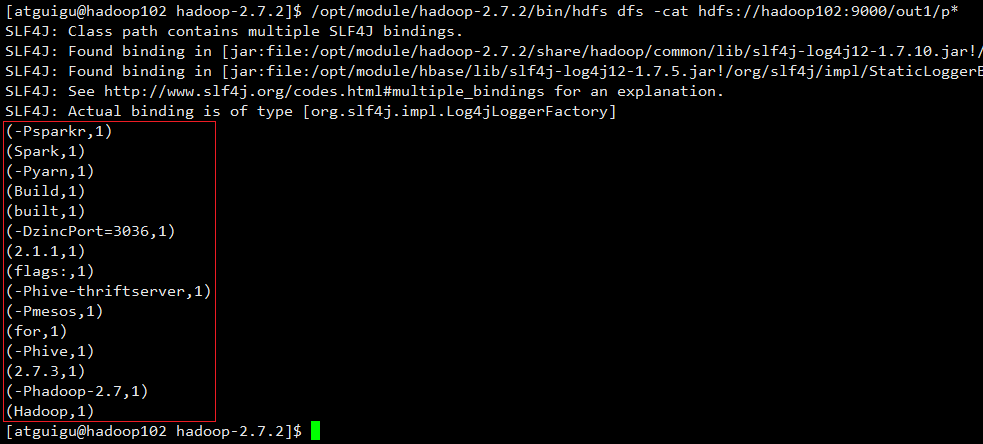 [atguigu@hadoop102 hadoop-2.7.2]$ /opt/module/hadoop-2.7.2/bin/hdfs dfs -cat hdfs://hadoop102:9000/out1/p*
SLF4J: Class path contains multiple SLF4J bindings.
SLF4J: Found binding in [jar:file:/opt/module/hadoop-2.7.2/share/hadoop/common/lib/slf4j-log4j12-1.7.10.jar!/
SLF4J: Found binding in [jar:file:/opt/module/hbase/lib/slf4j-log4j12-1.7.5.jar!/org/slf4j/impl/StaticLoggerB
SLF4J: See http://www.slf4j.org/codes.html#multiple_bindings for an explanation.
SLF4J: Actual binding is of type [org.slf4j.impl.Log4jLoggerFactory]
(-Psparkr,1)
(Spark,1)
(-Pyarn,1)
(Build,1)
(built,1)
(-DzincPort=3036,1)
(2.1.1,1)
(flags:,1)
(-Phive-thriftserver,1)
(-Pmesos,1)
(for,1)
(-Phive,1)
(2.7.3,1)
(-Phadoop-2.7,1)
(Hadoop,1)
[atguigu@hadoop102 hadoop-2.7.2]$